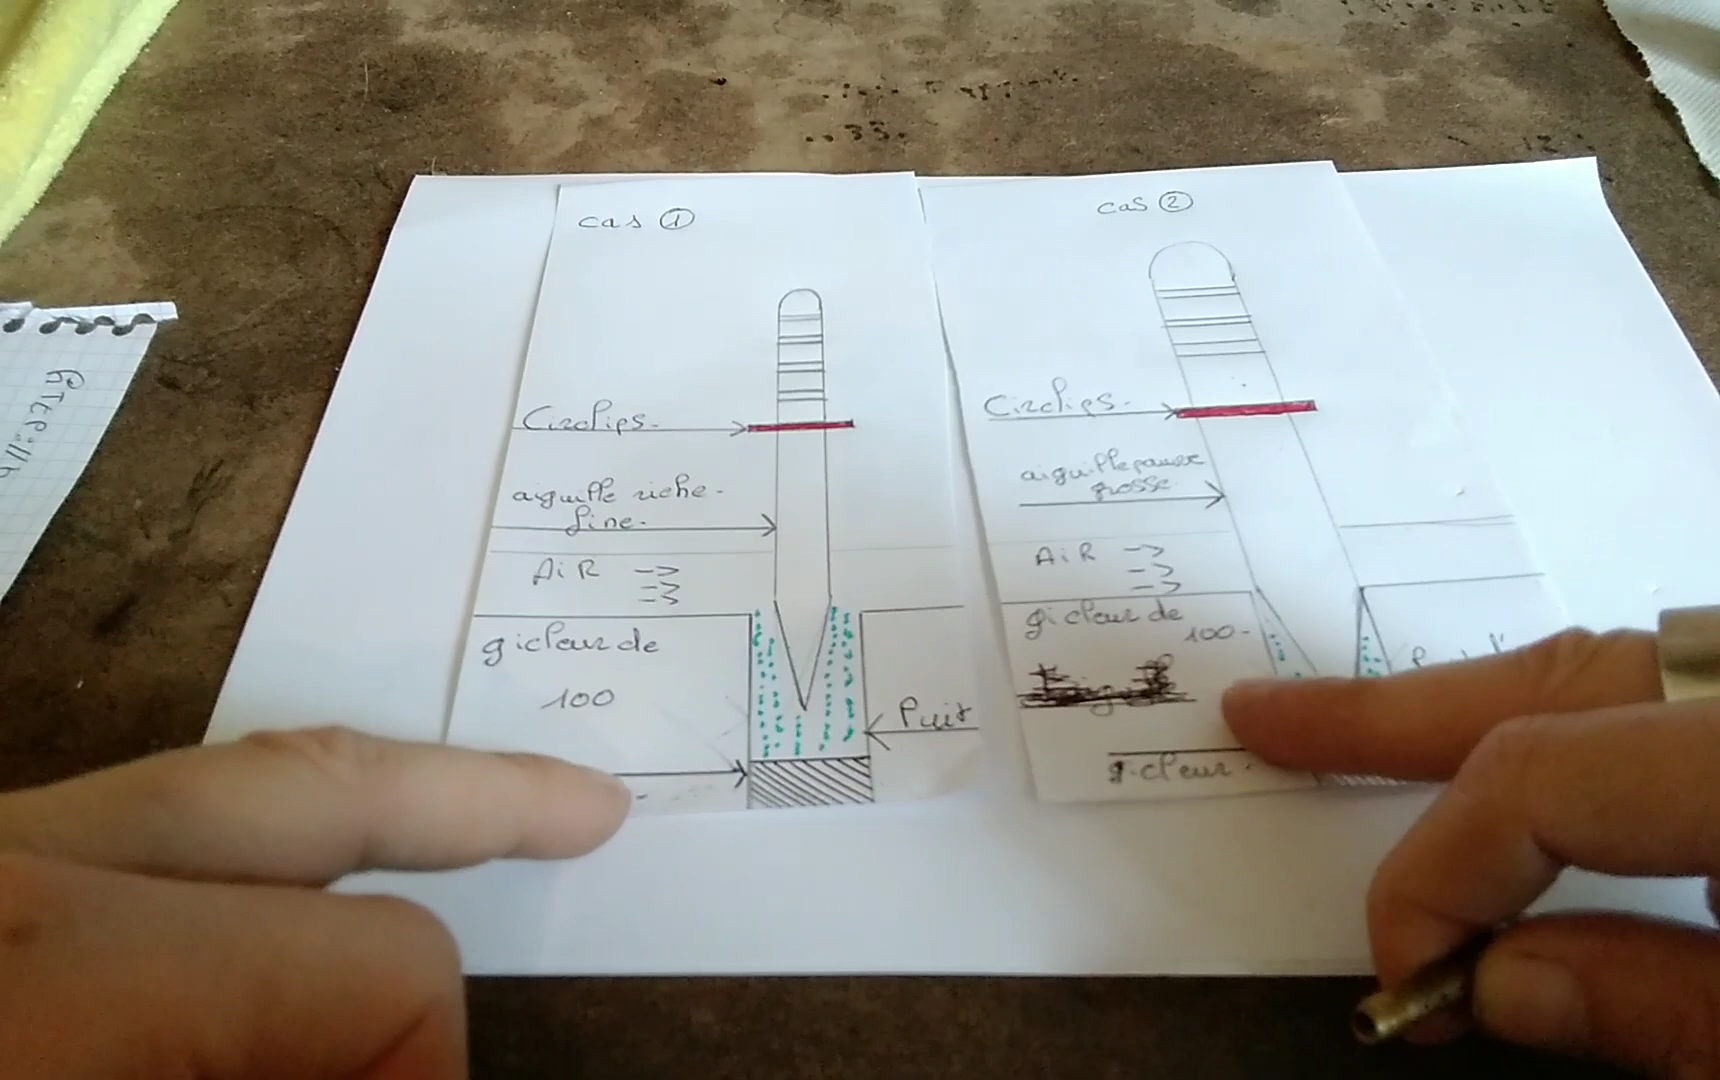 cas ①
Circlips.
aiguille riche.
fine.
AiR
gicleur de
100
Puit
cas ②
Circlips.
aiguille pauvre
grosse.
AiR
gicleur de
100.
gicleur.